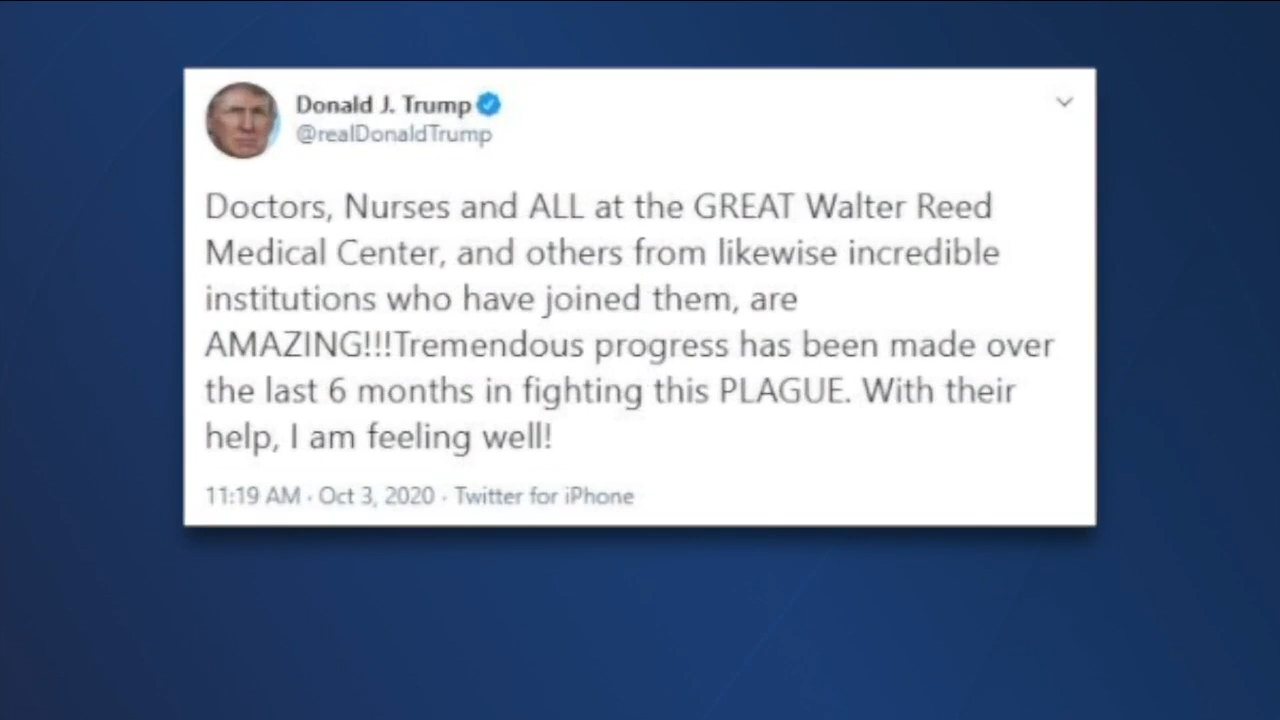 Donald J. Trump
@realDonaldTrump
Doctors, Nurses and ALL at the GREAT Walter Reed
Medical Center, and others from likewise incredible
institutions who have joined them, are
AMAZING!!!Tremendous progress has been made over
the last 6 months in fighting this PLAGUE. With their
help, I am feeling well!
11:19 AM · Oct 3, 2020 · Twitter for iPhone